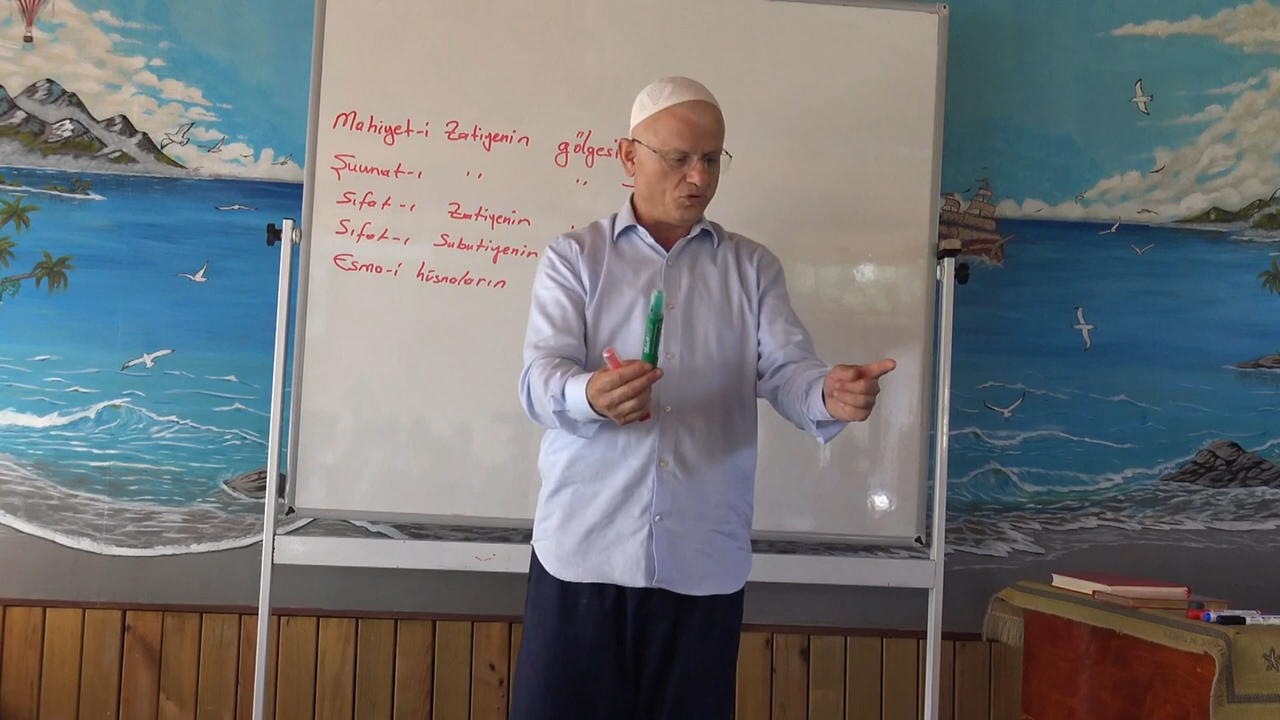 Mahiyet-i Zatiyenin gölgesi
Şuunat-ı '' ''
Sıfat-ı Zatiyenin
Sıfat-ı Subutiyenin
Esma-i hüsnaların